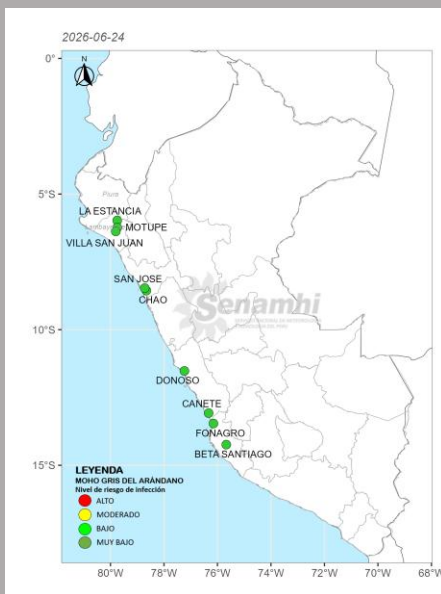 2026-06-24
N
0°
5°S
10°S
15°S
Piura
LA ESTANCIA
MOTUPE
VILLA SAN JUAN
SAN JOSE
CHAO
Senamhi
DONOSO
CANETE
FONAGRO
BETA SANTIAGO
LEYENDA
MOHO GRIS DEL ARÁNDANO
Nivel de riesgo de infección
ALTO
MODERADO
BAJO
MUY BAJO
80°W 78°W 76°W 74°W 72°W 70°W 68°W